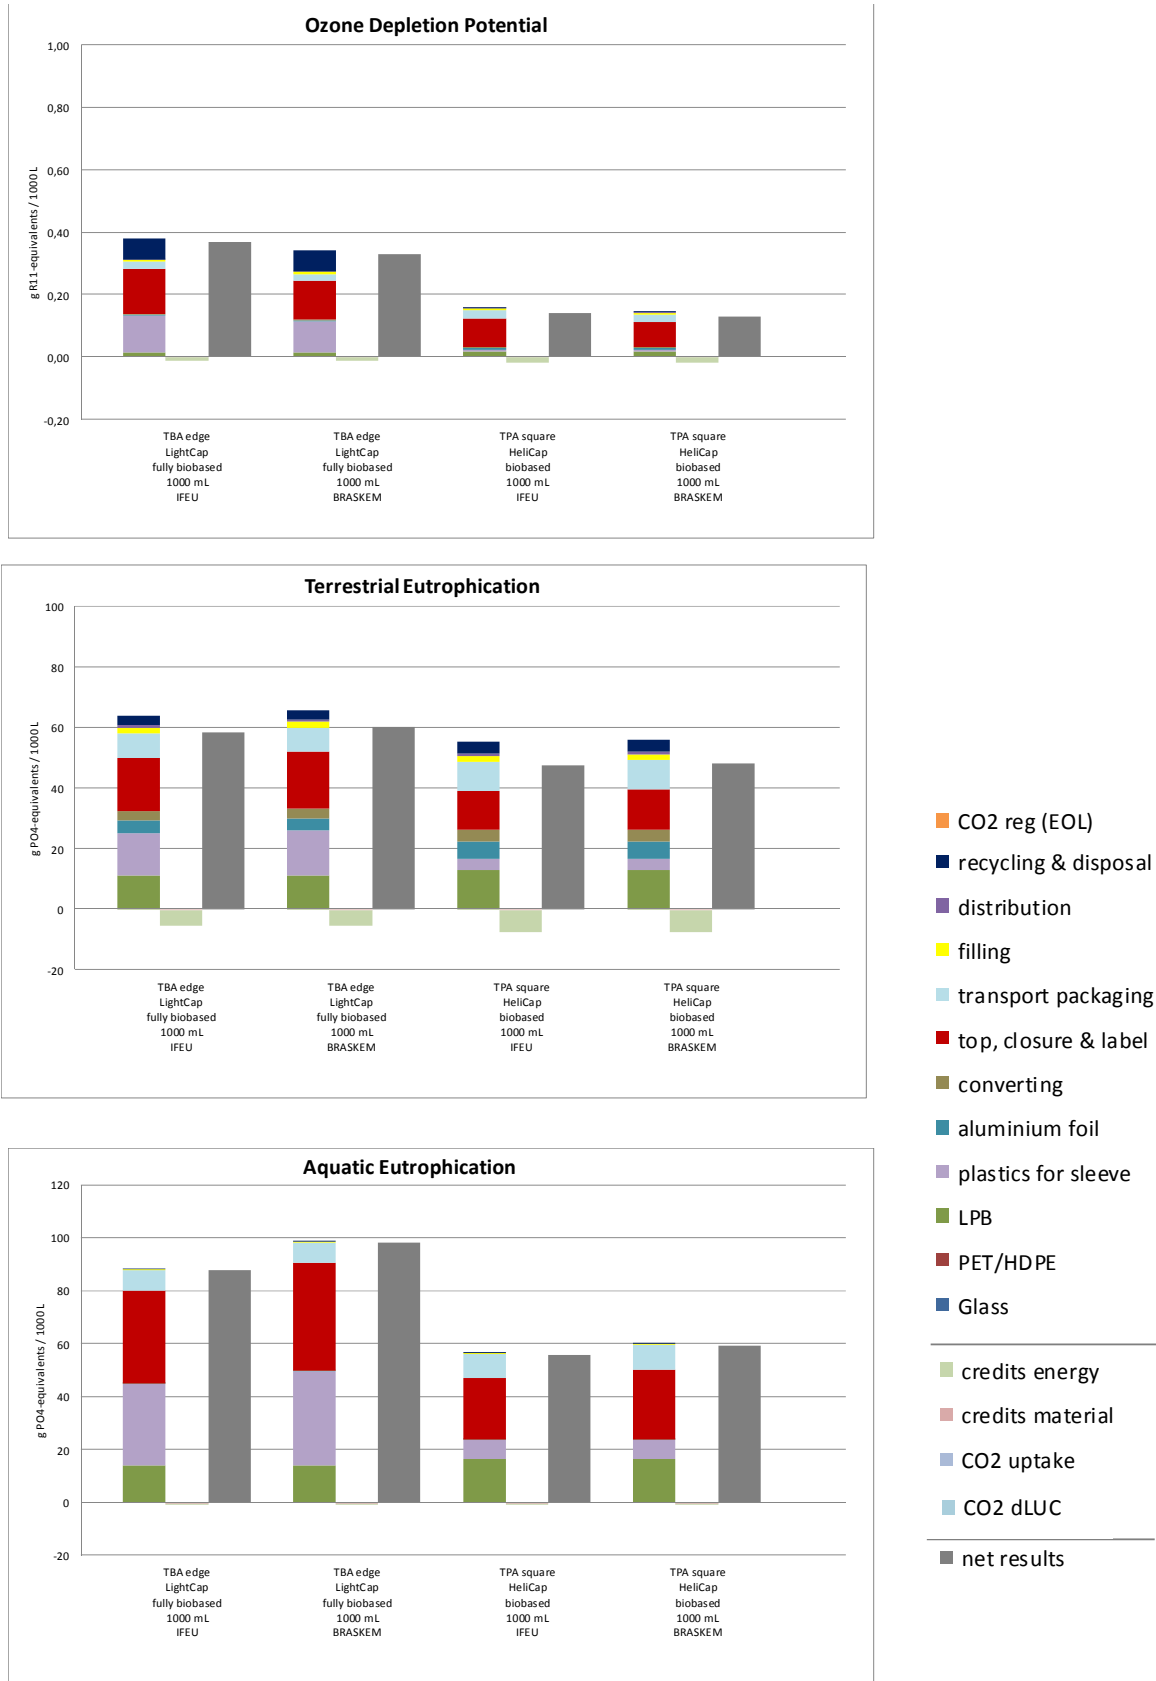 Ozone Depletion Potential
1,00
0,80
0,60
0,40
0,20
0,00
-0,20
g R11-equivalents / 1000 L
TBA edge
LightCap
fully biobased
1000 mL
IFEU
TBA edge
LightCap
fully biobased
1000 mL
BRASKEM
TPA square
HeliCap
biobased
1000 mL
IFEU
TPA square
HeliCap
biobased
1000 mL
BRASKEM
Terrestrial Eutrophication
100
80
60
40
20
0
-20
g PO4-equivalents / 1000 L
TBA edge
LightCap
fully biobased
1000 mL
IFEU
TBA edge
LightCap
fully biobased
1000 mL
BRASKEM
TPA square
HeliCap
biobased
1000 mL
IFEU
TPA square
HeliCap
biobased
1000 mL
BRASKEM
Aquatic Eutrophication
120
100
80
60
40
20
0
-20
g PO4-equivalents / 1000 L
TBA edge
LightCap
fully biobased
1000 mL
IFEU
TBA edge
LightCap
fully biobased
1000 mL
BRASKEM
TPA square
HeliCap
biobased
1000 mL
IFEU
TPA square
HeliCap
biobased
1000 mL
BRASKEM
CO2 reg (EOL)
recycling & disposal
distribution
filling
transport packaging
top, closure & label
converting
aluminium foil
plastics for sleeve
LPB
PET/HDPE
Glass
credits energy
credits material
CO2 uptake
CO2 dLUC
net results